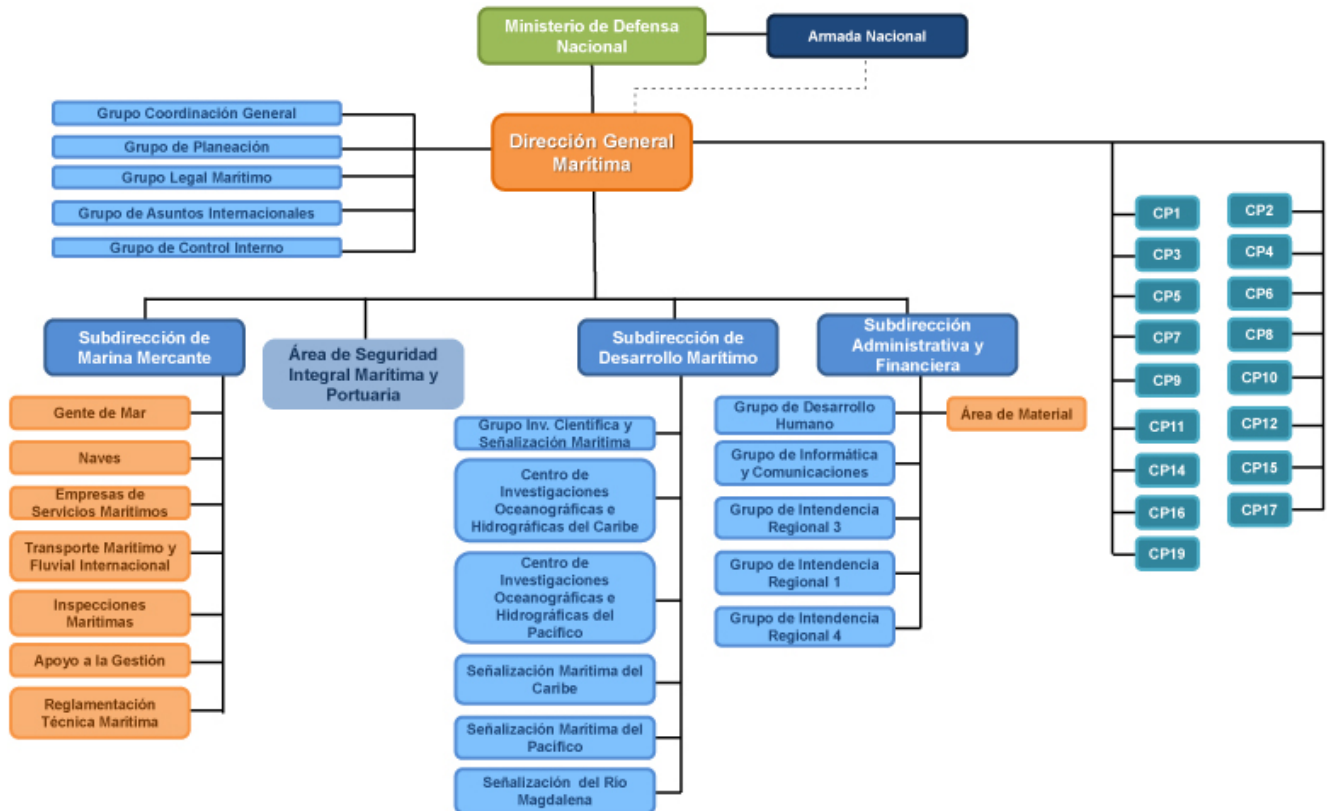 Ministerio de Defensa
Nacional
Armada Nacional
Dirección General
Marítima
Grupo Coordinación General
Grupo de Planeación
Grupo Legal Marítimo
Grupo de Asuntos Internacionales
Grupo de Control Interno
CP1
CP2
CP3
CP4
CP5
CP6
CP7
CP8
CP9
CP10
CP11
CP12
CP14
CP15
CP16
CP17
CP19
Subdirección de
Marina Mercante
Gente de Mar
Naves
Empresas de
Servicios Marítimos
Transporte Marítimo y
Fluvial Internacional
Inspecciones
Marítimas
Apoyo a la Gestión
Reglamentación
Técnica Marítima
Área de Seguridad
Integral Marítima y
Portuaria
Subdirección de
Desarrollo Marítimo
Grupo Inv. Científica y
Señalización Marítima
Centro de
Investigaciones
Oceanográficas e
Hidrográficas del Caribe
Centro de
Investigaciones
Oceanográficas e
Hidrográficas del
Pacífico
Señalización Marítima del
Caribe
Señalización Marítima del
Pacífico
Señalización del Río
Magdalena
Subdirección
Administrativa y
Financiera
Grupo de Desarrollo
Humano
Área de Material
Grupo de Informática
y Comunicaciones
Grupo de Intendencia
Regional 3
Grupo de Intendencia
Regional 1
Grupo de Intendencia
Regional 4